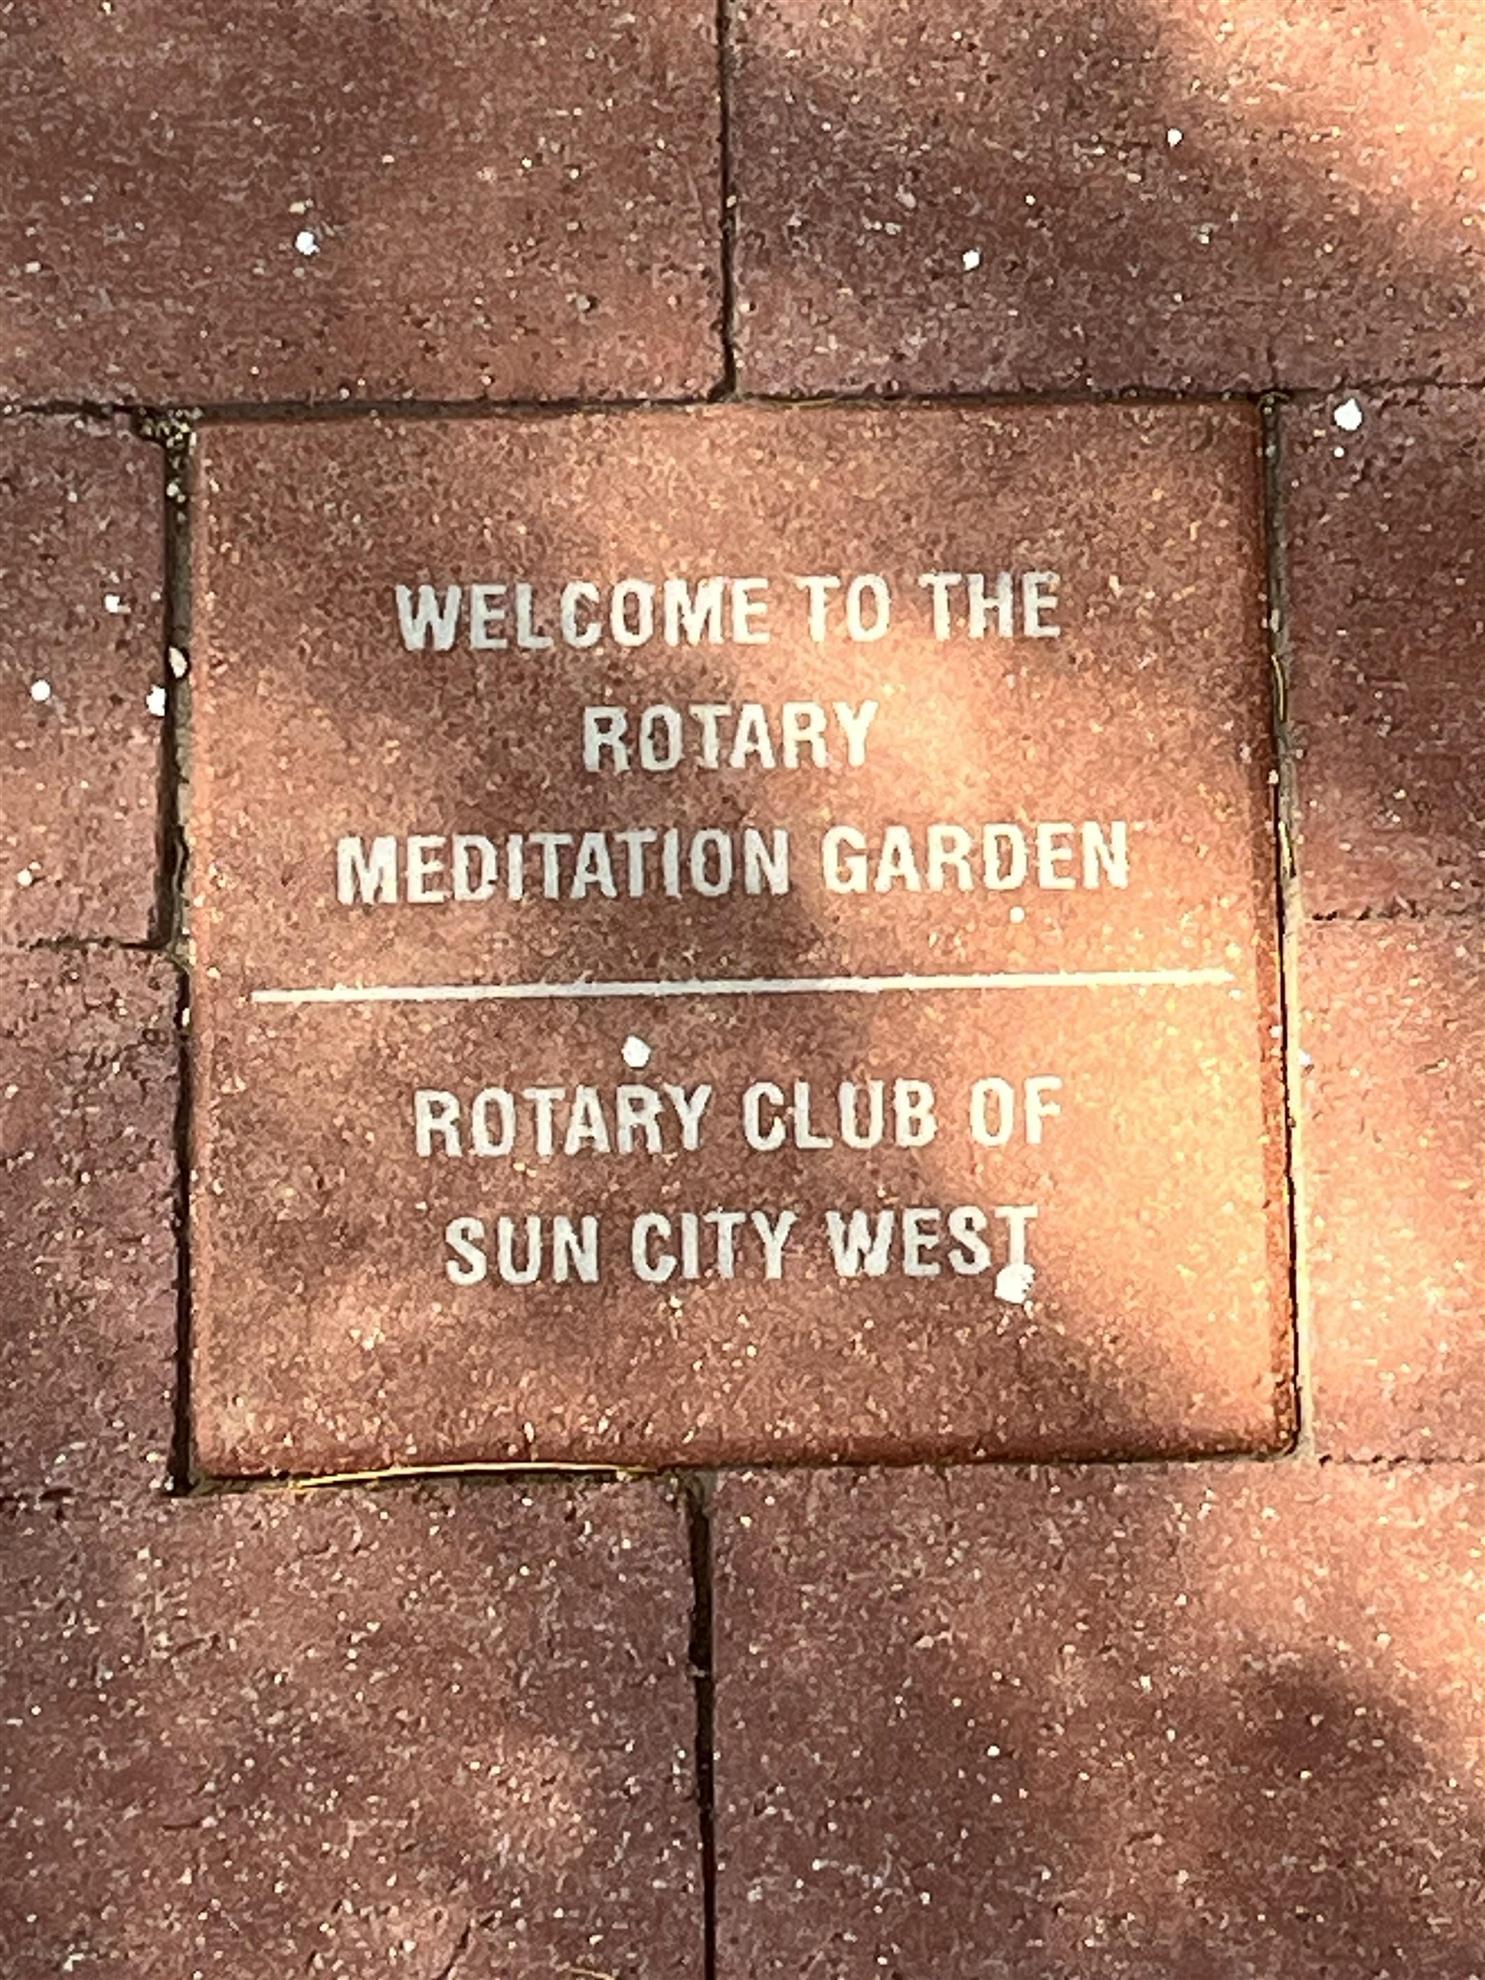 WELCOME TO THE
ROTARY
MEDITATION GARDEN
ROTARY CLUB OF
SUN CITY WEST